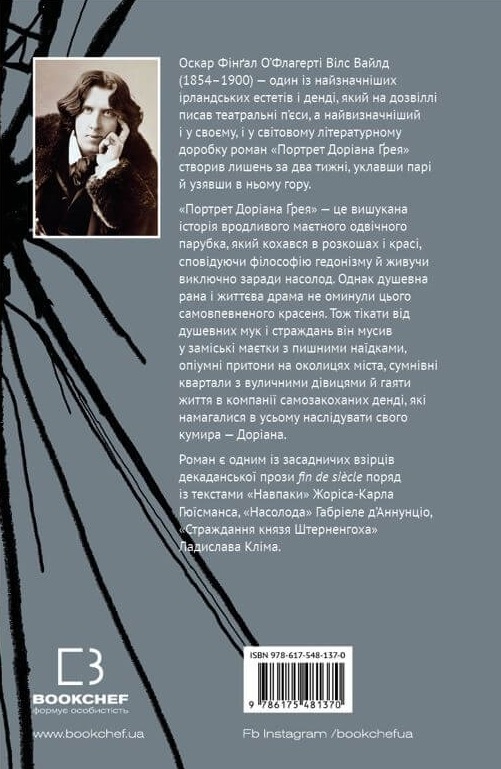 Оскар Фінґал О'Флагерті Вілс Вайлд
(1854–1900) — один із найзначніших
ірландських естетів і денді, який на дозвіллі
писав театральні п'єси, а найвизначніший
і у своєму, і у світовому літературному
доробку роман «Портрет Доріана Ґрея»
створив лишень за два тижні, уклавши парі
й узявши в ньому гору.
«Портрет Доріана Ґрея» — це вишукана
історія вродливого маєтного одвічного
парубка, який кохався в розкошах і красі,
сповідуючи філософію гедонізму й живучи
виключно заради насолод. Однак душевна
рана і життєва драма не оминули цього
самовпевненого красеня. Тож тікати від
душевних мук і страждань він мусив
у заміські маєтки з пишними наїдками,
опіумні притони на околицях міста, сумнівні
квартали з вуличними дівицями й гаяти
життя в компанії самозакоханих денді, які
намагалися в усьому наслідувати свого
кумира — Доріана.
Роман є одним із засадничих взірців
декаданської прози fin de siècle поряд
із текстами «Навпаки» Жоріса-Карла
Гюїсманса, «Насолода» Габріеле д'Аннунціо,
«Страждання князя Штерненгоха»
Ладислава Кліма.
ISBN 978-617-548-137-0
9 786175 481370
BOOKCHEF
формує особистість
www.bookchef.ua
Fb Instagram /bookchefua